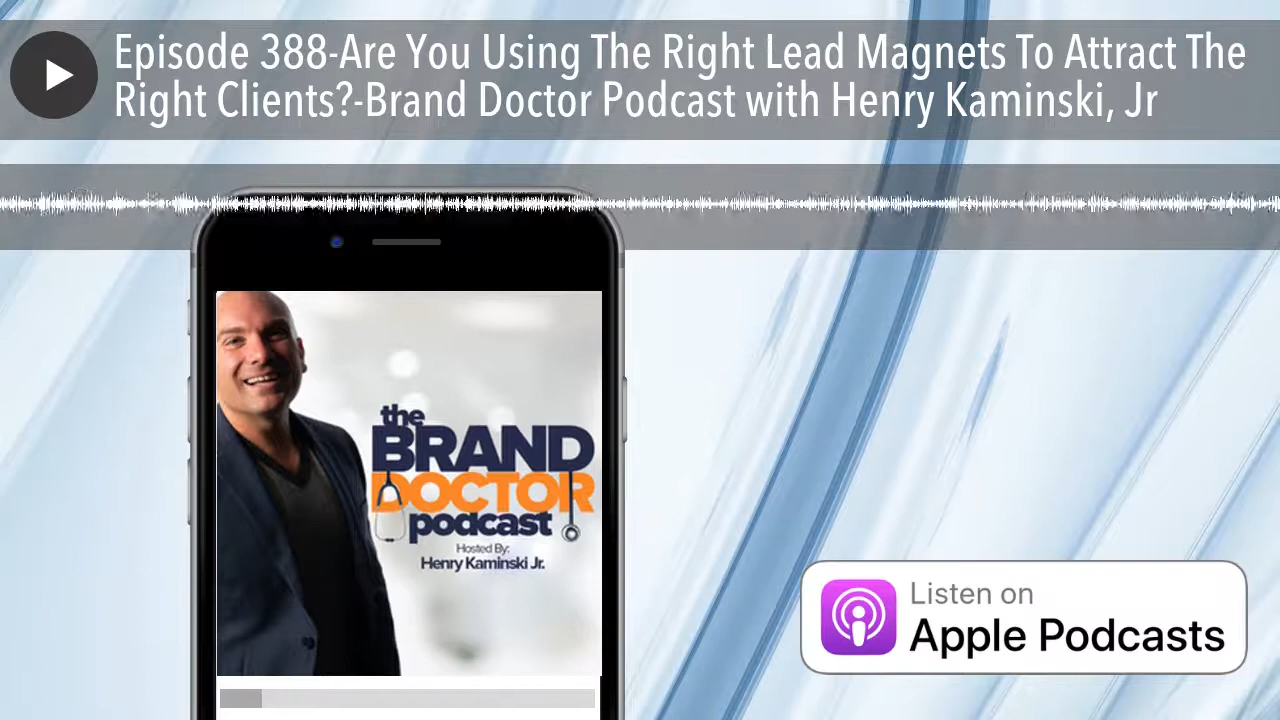 Episode 388-Are You Using The Right Lead Magnets To Attract The
Right Clients?-Brand Doctor Podcast with Henry Kaminski, Jr
the
BRAND
DOCTOR
podcast
Hosted By:
Henry Kaminski Jr.
Listen on
Apple Podcasts